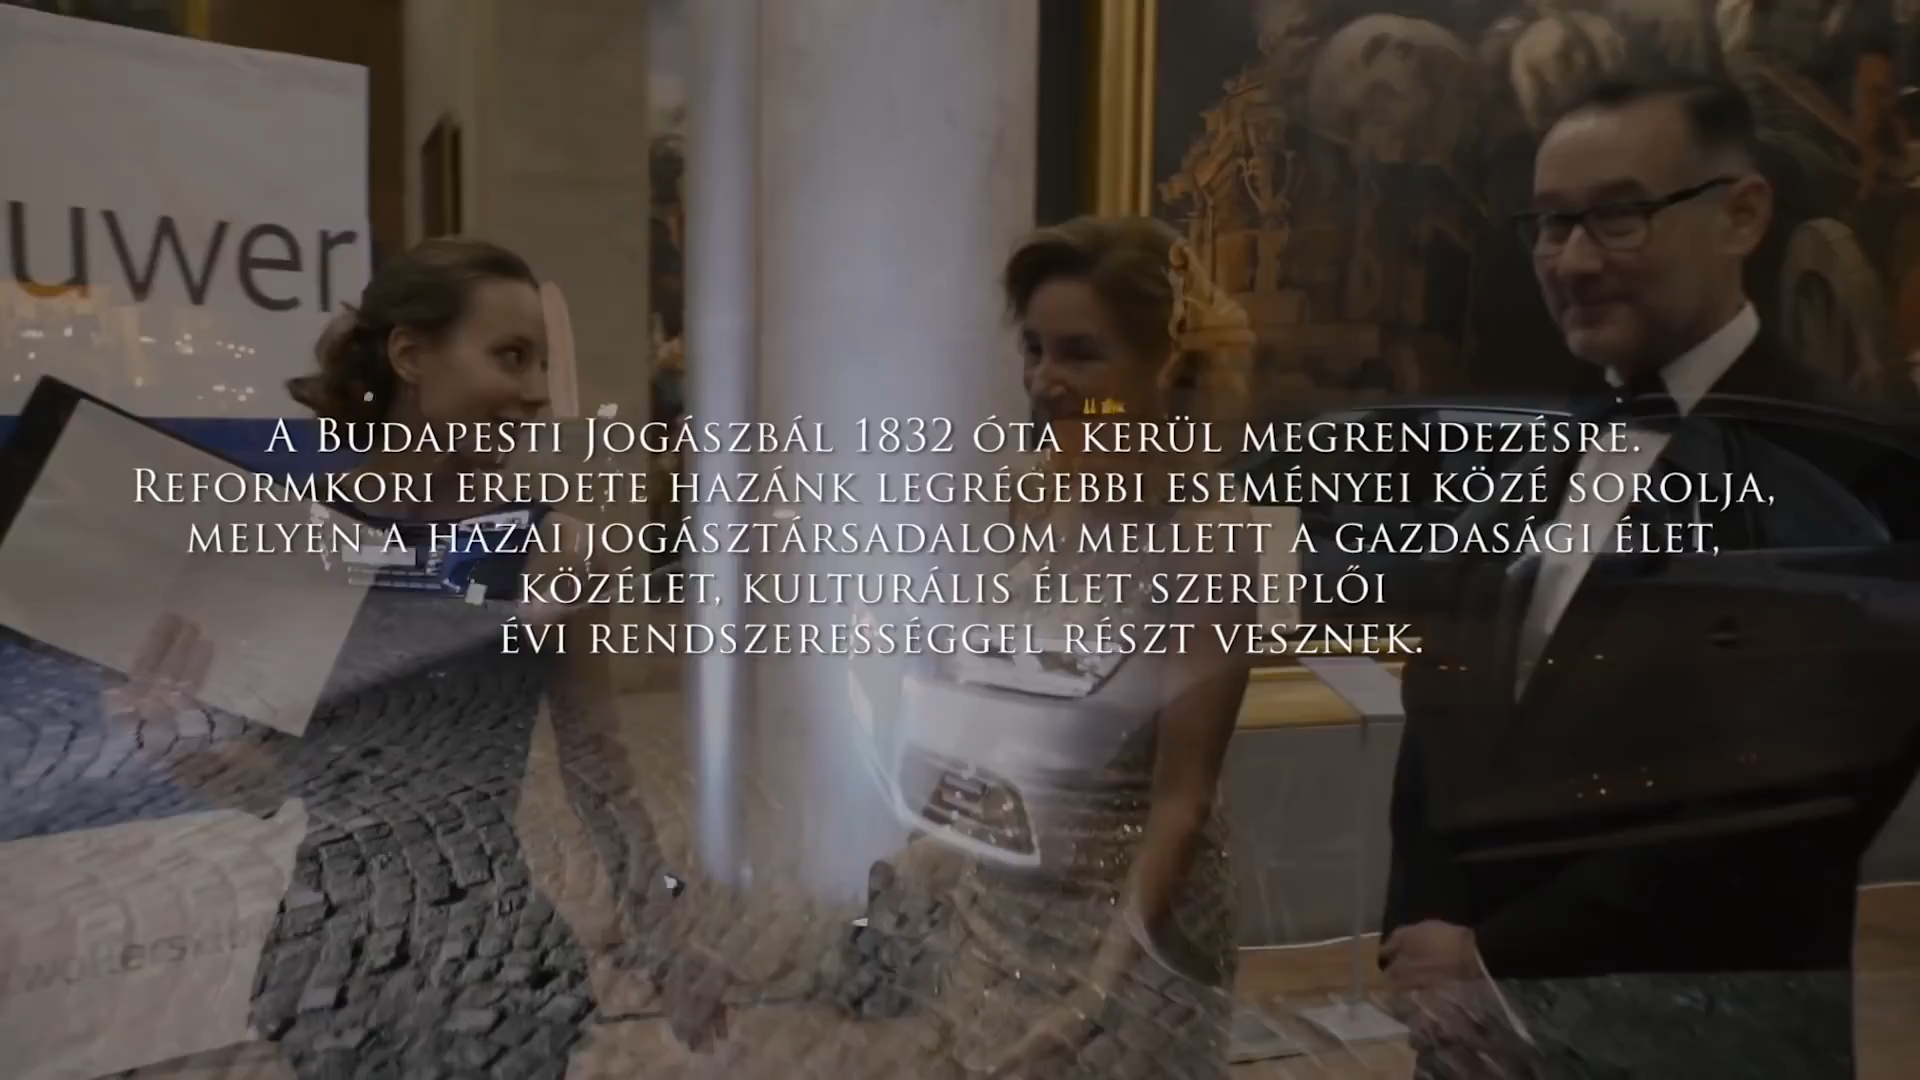 uwer
A Budapesti Jogászbál 1832 óta kerül megrendezésre.
Reformkori eredete hazánk legrégebbi eseményei közé sorolja,
melyen a hazai jogásztársadalom mellett a gazdasági élet,
közélet, kulturális élet szereplői
évi rendszerességgel részt vesznek.